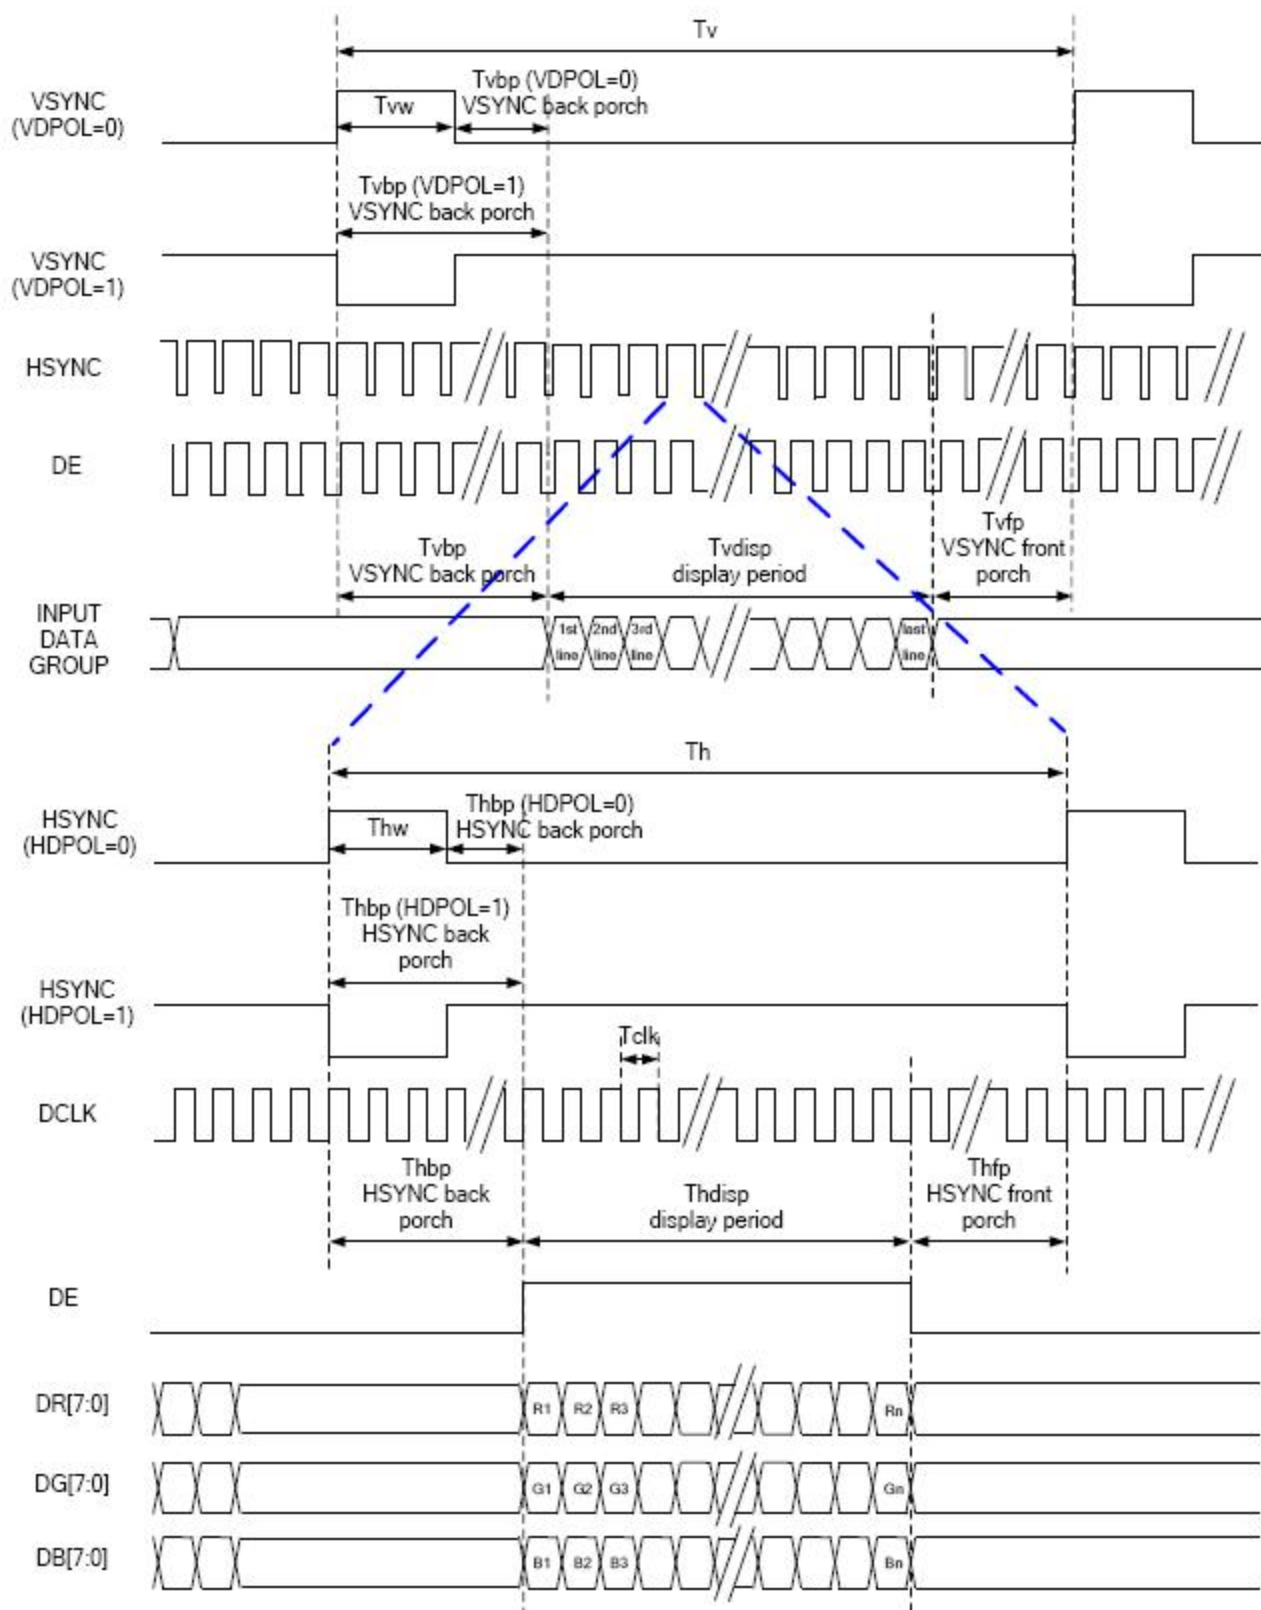 Tv
VSYNC
(VDPOL=0)
Tvw
Tvbp (VDPOL=0)
VSYNC back porch
Tvbp (VDPOL=1)
VSYNC back porch
VSYNC
(VDPOL=1)
HSYNC
DE
Tvbp
VSYNC back porch
Tvdisp
display period
Tvfp
VSYNC front
porch
INPUT
DATA
GROUP
1st
line
2nd
line
3rd
line
last
line
Th
HSYNC
(HDPOL=0)
Thw
Thbp (HDPOL=0)
HSYNC back porch
Thbp (HDPOL=1)
HSYNC back
porch
HSYNC
(HDPOL=1)
Tclk
DCLK
Thbp
HSYNC back
porch
Thdisp
display period
Thfp
HSYNC front
porch
DE
DR[7:0]
R1 R2 R3 Rn
DG[7:0]
G1 G2 G3 Gn
DB[7:0]
B1 B2 B3 Bn